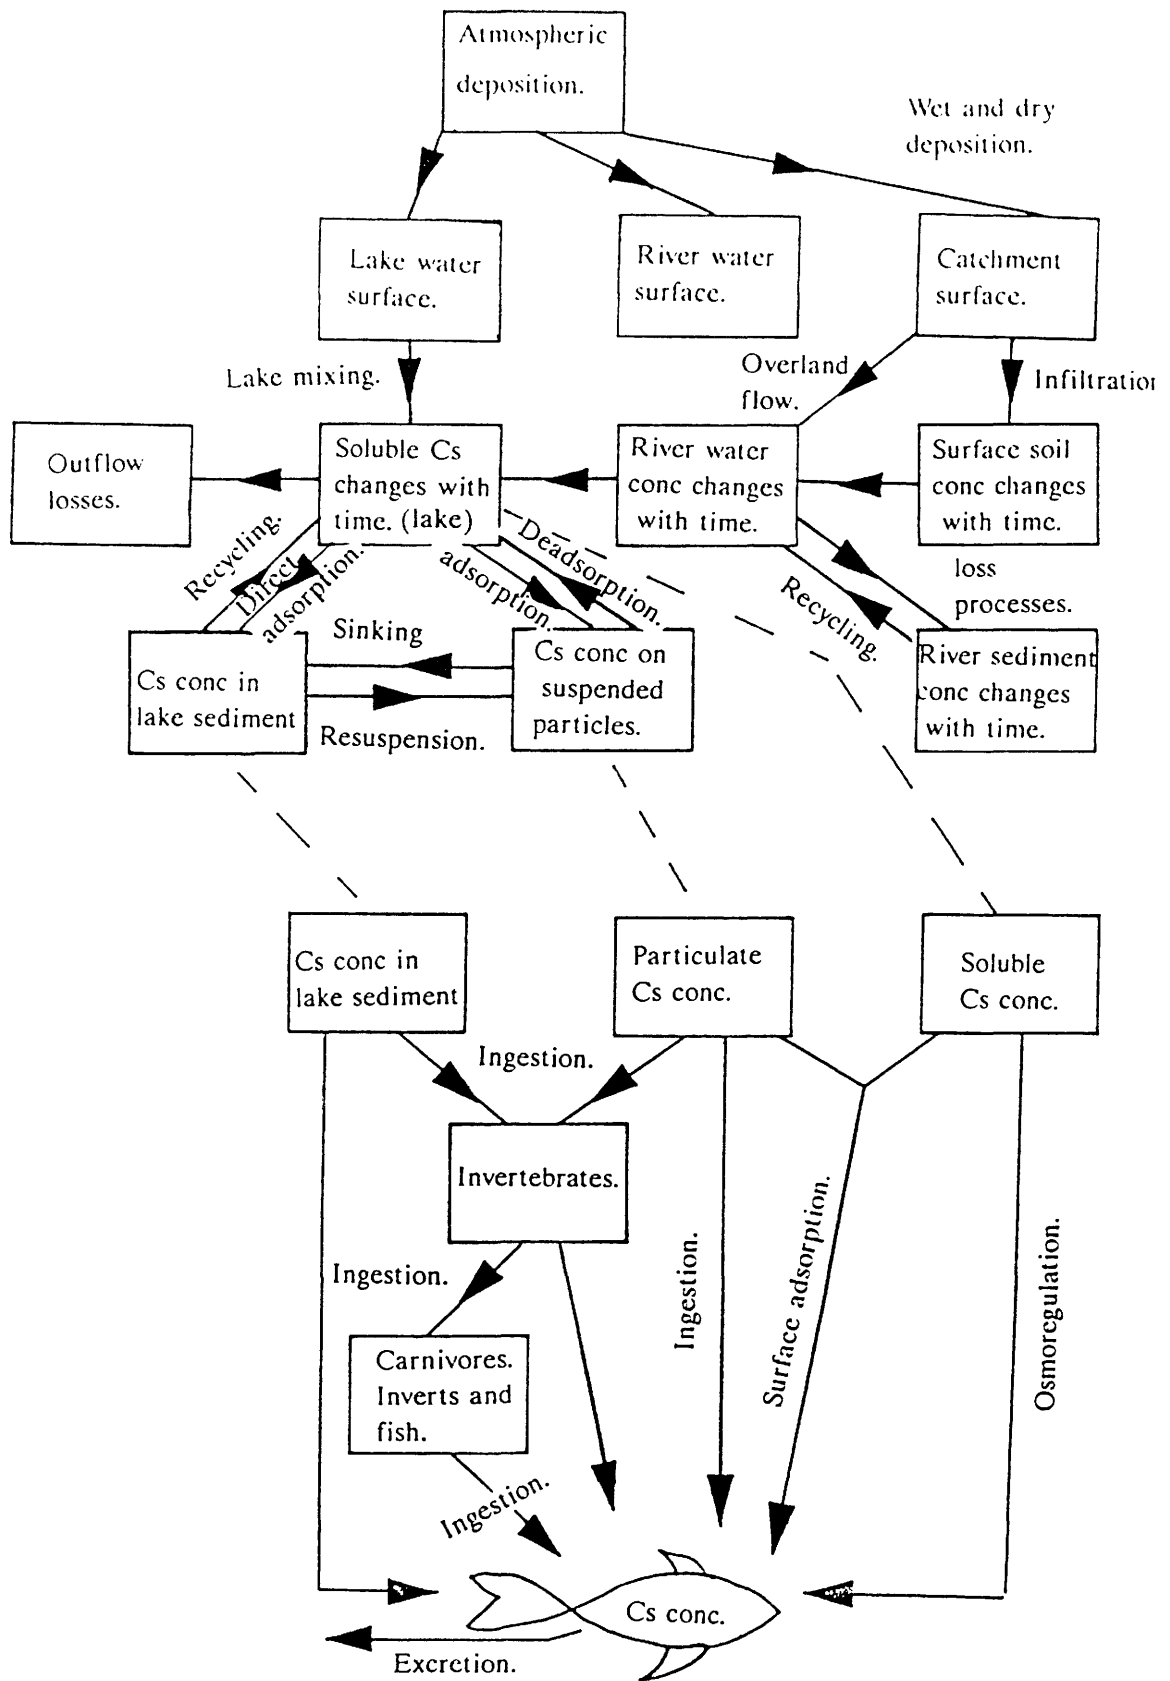 Atmospheric
deposition.
Wet and dry
deposition.
Lake water
surface.
River water
surface.
Catchment
surface.
Lake mixing.
Overland
flow.
Infiltration
Outflow
losses.
Soluble Cs
changes with
time. (lake)
River water
conc changes
with time.
Surface soil
conc changes
with time.
Recycling.
Direct
adsorption.
adsorption.
Deadsorption.
Recycling.
loss
processes.
Sinking
Cs conc in
lake sediment
Resuspension.
Cs conc on
suspended
particles.
River sediment
conc changes
with time.
Cs conc in
lake sediment
Particulate
Cs conc.
Soluble
Cs conc.
Ingestion.
Invertebrates.
Ingestion.
Ingestion.
Surface adsorption.
Osmoregulation.
Carnivores.
Inverts and
fish.
Ingestion.
Cs conc.
Excretion.